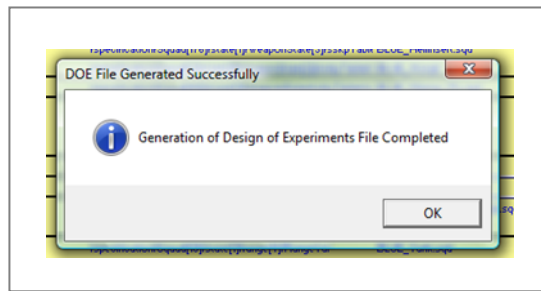 DOE File Generated Successfully
Generation of Design of Experiments File Completed
OK